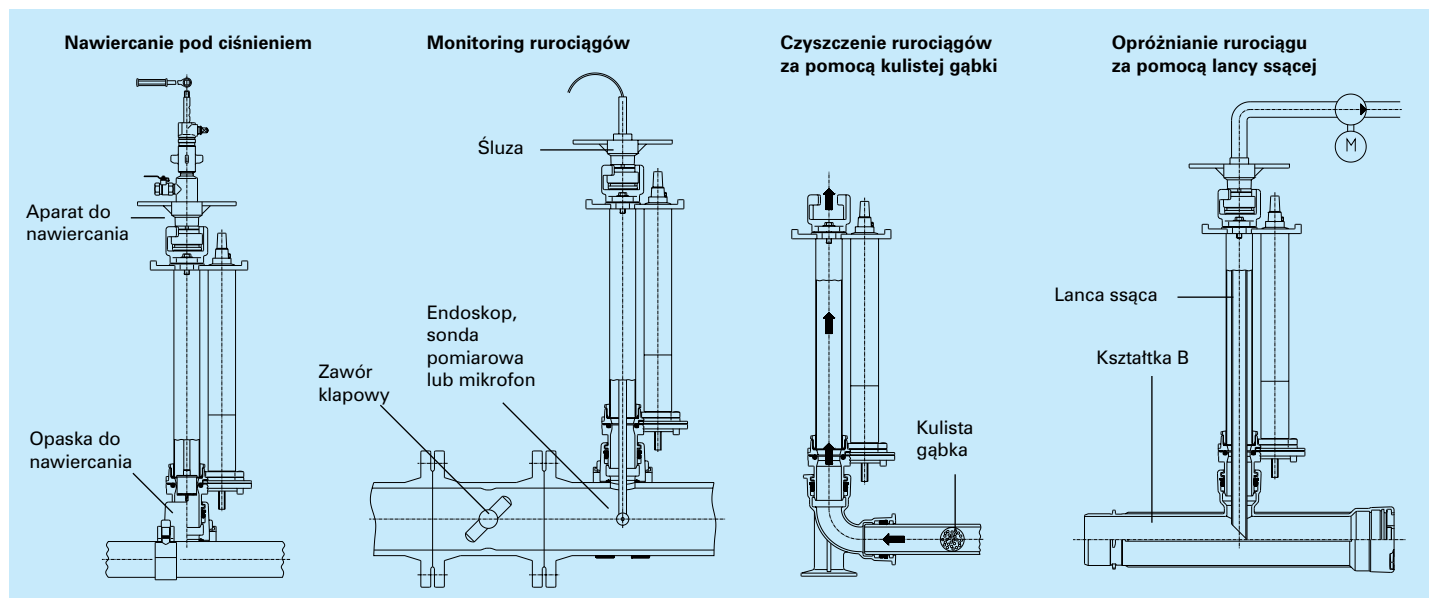 Nawiercanie pod ciśnieniem
Aparat do
nawiercania
Opaska do
nawiercania
Monitoring rurociągów
Śluza
Endoskop,
sonda
pomiarowa
lub mikrofon
Zawór
klapowy
Czyszczenie rurociągów
za pomocą kulistej gąbki
Kulista
gąbka
Opróżnianie rurociągu
za pomocą lancy ssącej
M
Lanca ssąca
Kształtka B